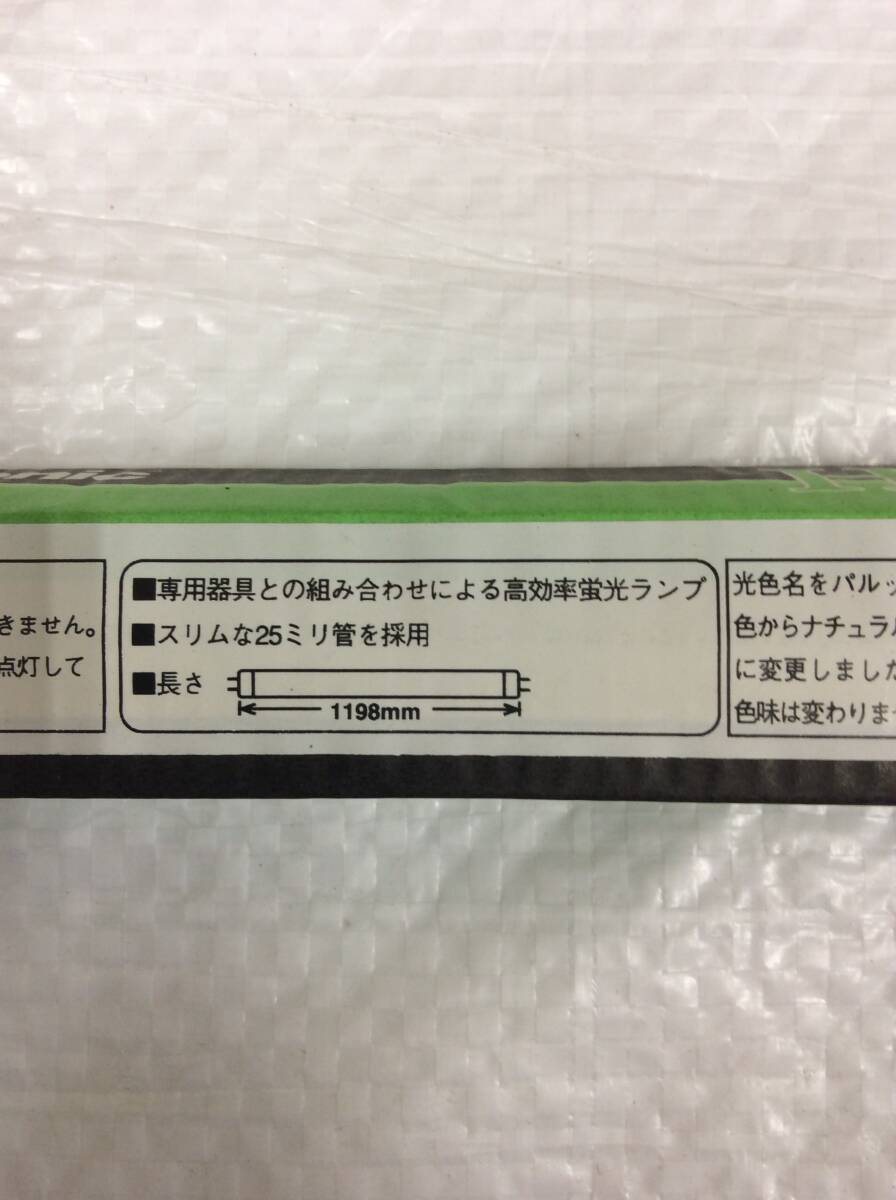 nic
きません。
点灯して
■専用器具との組み合わせによる高効率蛍光ランプ
■スリムな25ミリ管を採用
■長さ
1198mm
光色名をパルッ
色からナチュラル
に変更しました
色味は変わりませ